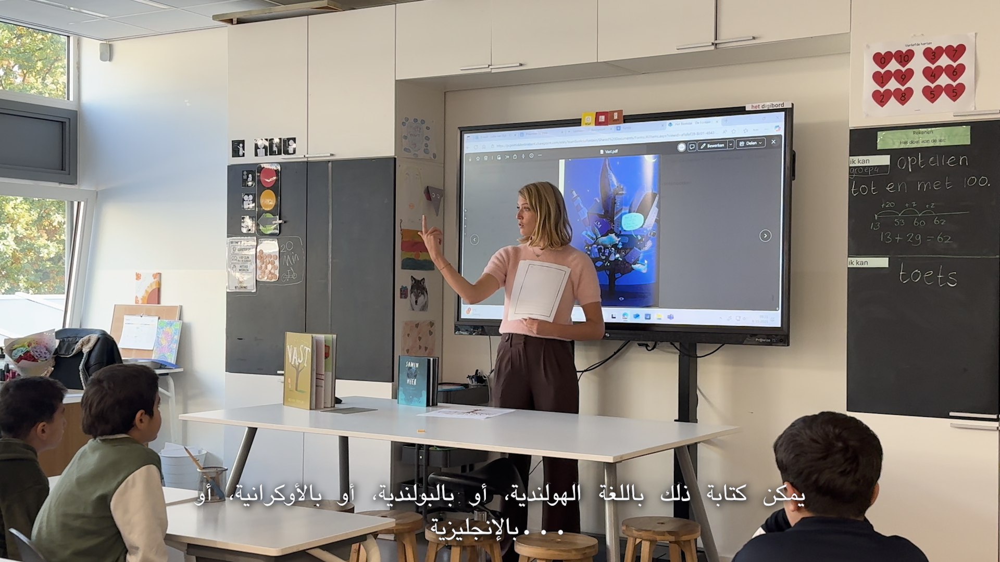 Verliefde harten
0 10 3 7
1 9 4 6
2 8 5 5
het digibord
Vast.pdf
Bewerken
Delen
Rekenen
Het doel van de les:
ik kan optellen
groep4
tot en met 100.
+20 +7 +2
13 53 60 62
13+29=62
ik kan
toets
20
Min
VAST
SAMEN
HIER
Prowise
يمكن كتابة ذلك باللغة الهولندية، أو بالبولندية، أو بالأوكرانية، أو
بالإنجليزية...